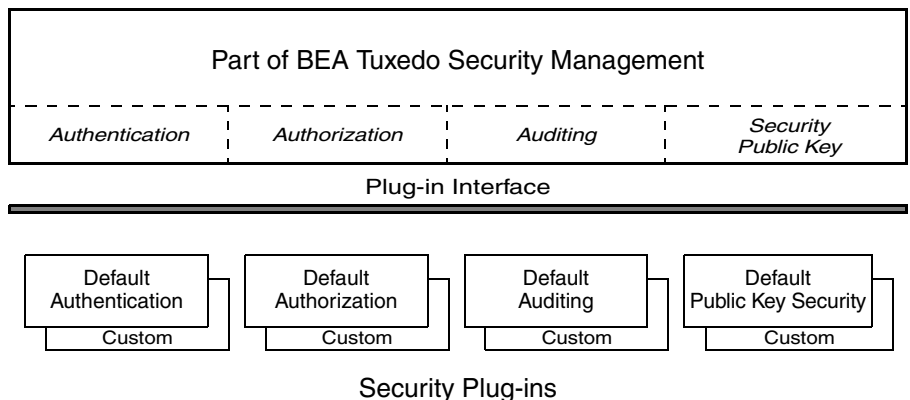 Part of BEA Tuxedo Security Management
Authentication
Authorization
Auditing
Security
Public Key
Plug-in Interface
Default
Authentication
Custom
Default
Authorization
Custom
Default
Auditing
Custom
Default
Public Key Security
Custom
Security Plug-ins